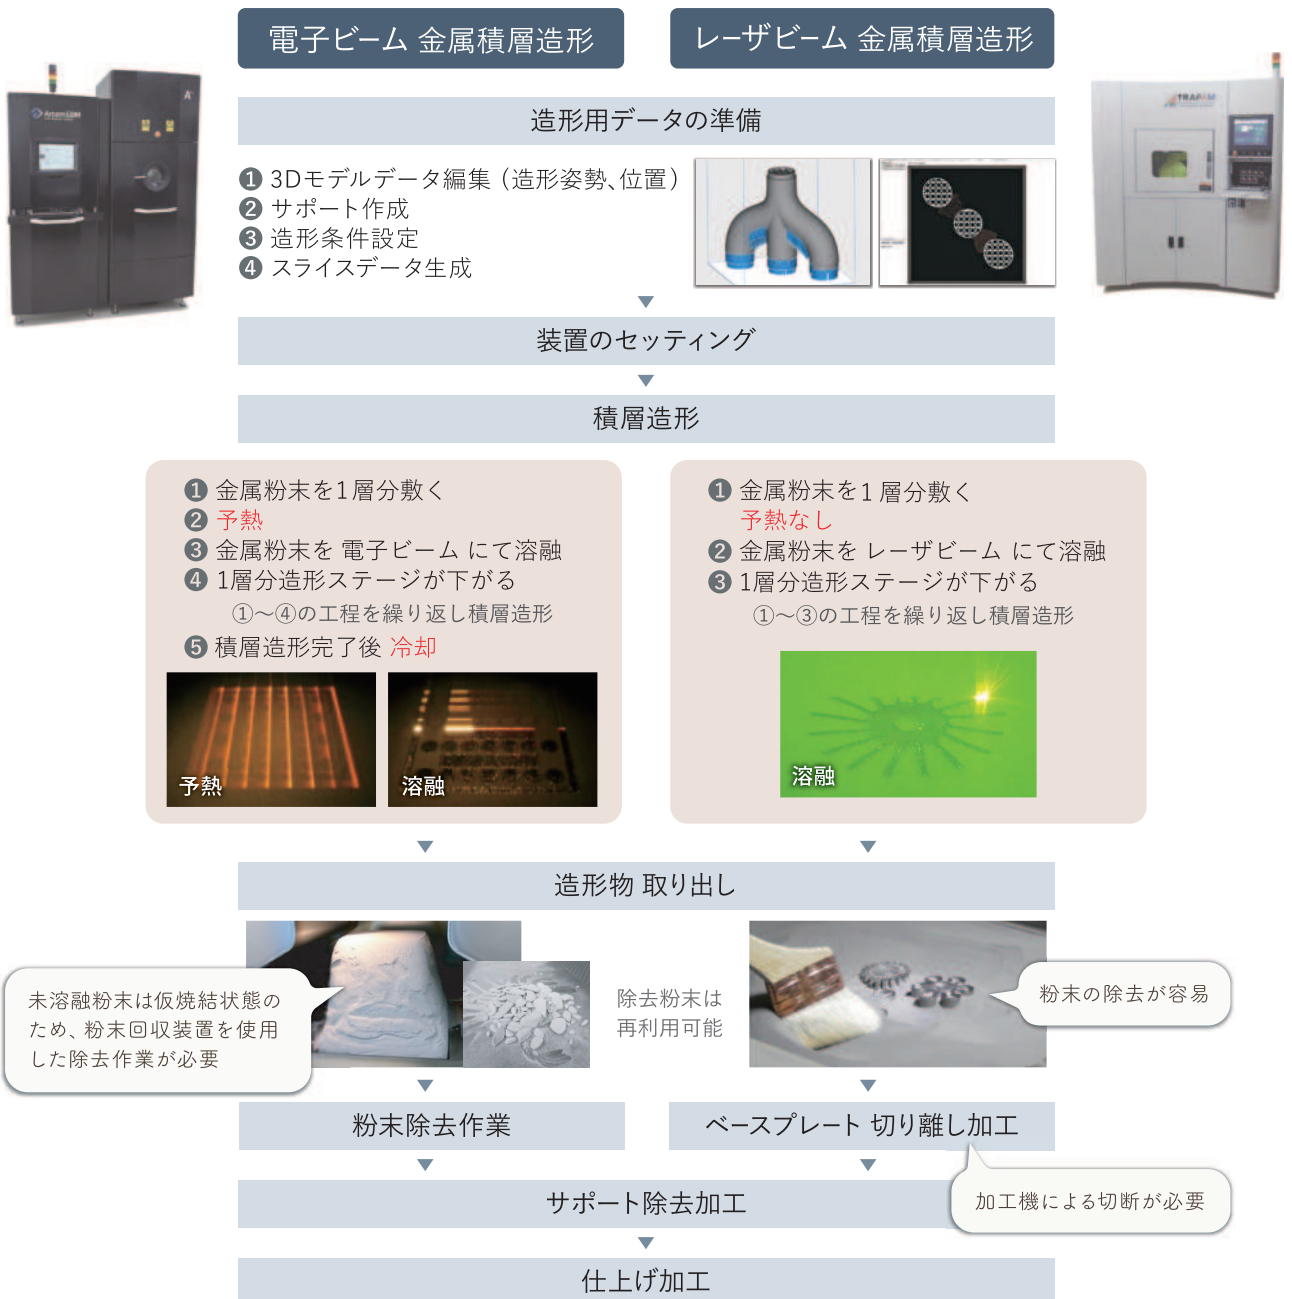 電子ビーム 金属積層造形
レーザビーム 金属積層造形
造形用データの準備
❶ 3Dモデルデータ編集（造形姿勢、位置）
❷ サポート作成
❸ 造形条件設定
❹ スライスデータ生成
装置のセッティング
積層造形
❶ 金属粉末を1層分敷く
❷ 予熱
❸ 金属粉末を 電子ビーム にて溶融
❹ 1層分造形ステージが下がる
①～④の工程を繰り返し積層造形
❺ 積層造形完了後 冷却
予熱
溶融
❶ 金属粉末を1層分敷く
予熱なし
❷ 金属粉末を レーザビーム にて溶融
❸ 1層分造形ステージが下がる
①～③の工程を繰り返し積層造形
溶融
造形物 取り出し
未溶融粉末は仮焼結状態の
ため、粉末回収装置を使用
した除去作業が必要
除去粉末は
再利用可能
粉末の除去が容易
粉末除去作業
ベースプレート 切り離し加工
加工機による切断が必要
サポート除去加工
仕上げ加工